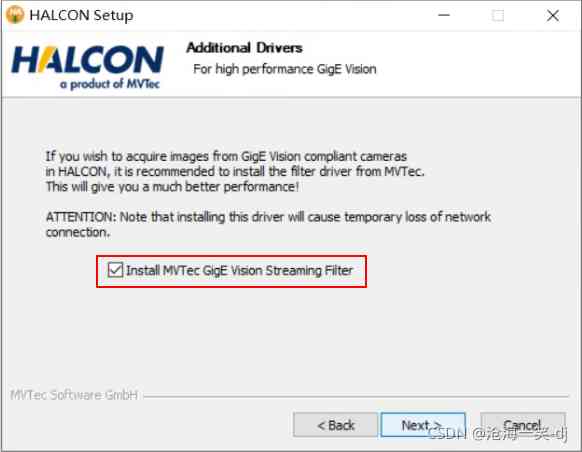 HALCON Setup
HALCON
a product of MVTec
Additional Drivers
For high performance GigE Vision
If you wish to acquire images from GigE Vision compliant cameras
in HALCON, it is recommended to install the filter driver from MVTec.
This will give you a much better performance!
ATTENTION: Note that installing this driver will cause temporary loss of network
connection.
Install MVTec GigE Vision Streaming Filter
MVTec Software GmbH
< Back
Next >
Cancel
CSDN @沧海一笑-dj